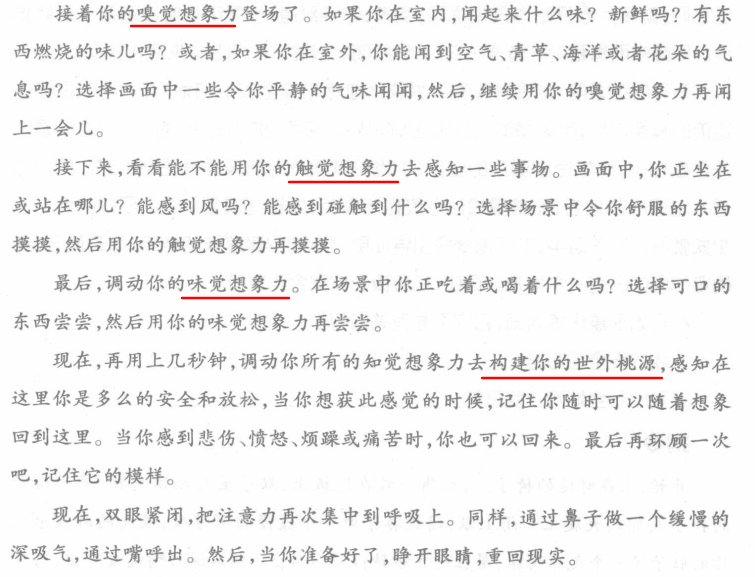 接着你的嗅觉想象力登场了。如果你在室内,闻起来什么味?新鲜吗?有东
西燃烧的味儿吗?或者,如果你在室外,你能闻到空气、青草、海洋或者花朵的气
息吗?选择画面中一些令你平静的气味闻闻,然后,继续用你的嗅觉想象力再闻
上一会儿。
接下来,看看能不能用你的触觉想象力去感知一些事物。画面中,你正坐在
或站在哪儿?能感到风吗?能感到碰触到什么吗?选择场景中令你舒服的东西
摸摸,然后用你的触觉想象力再摸摸。
最后,调动你的味觉想象力。在场景中你正吃着或喝着什么吗?选择可口的
东西尝尝,然后用你的味觉想象力再尝尝。
现在,再用上几秒钟,调动你所有的知觉想象力去构建你的世外桃源,感知在
这里你是多么的安全和放松,当你想获此感觉的时候,记住你随时可以随着想象
回到这里。当你感到悲伤、愤怒、烦躁或痛苦时,你也可以回来。最后再环顾一次
吧,记住它的模样。
现在,双眼紧闭,把注意力再次集中到呼吸上。同样,通过鼻子做一个缓慢的
深吸气,通过嘴呼出。然后,当你准备好了,睁开眼睛,重回现实。